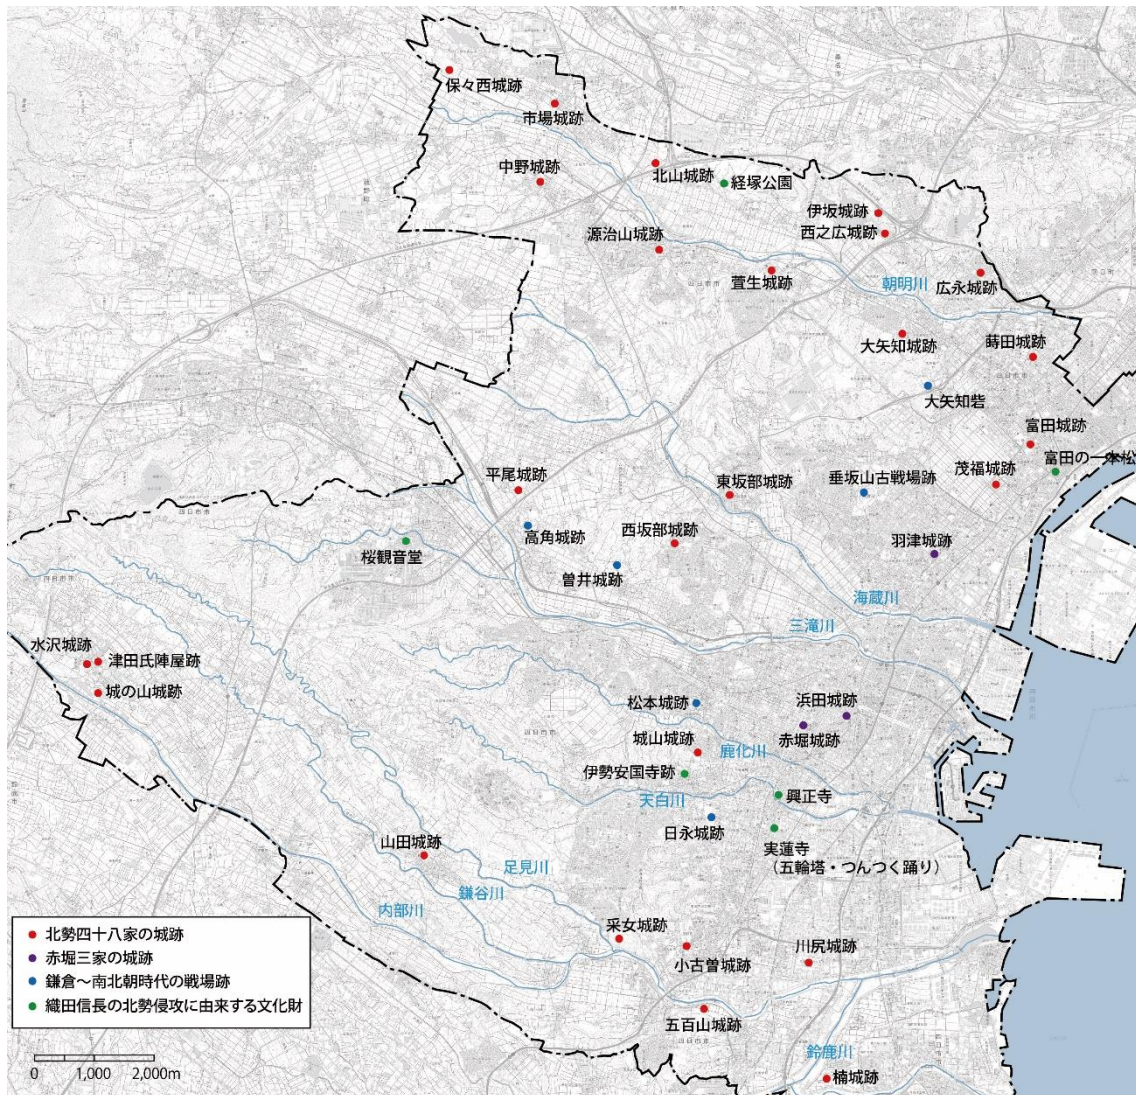 保々西城跡
市場城跡
中野城跡
北山城跡
経塚公園
伊坂城跡
西之広城跡
源治山城跡
萱生城跡
朝明川
広永城跡
大矢知城跡
蒔田城跡
大矢知砦
富田城跡
富田の一本松
茂福城跡
垂坂山古戦場跡
東坂部城跡
平尾城跡
高角城跡
西坂部城跡
桜観音堂
曽井城跡
羽津城跡
海蔵川
三滝川
水沢城跡
津田氏陣屋跡
城の山城跡
松本城跡
浜田城跡
赤堀城跡
城山城跡
鹿化川
伊勢安国寺跡
天白川
興正寺
日永城跡
実蓮寺
(五輪塔・つんつく踊り)
山田城跡
足見川
鎌谷川
内部川
采女城跡
小古曽城跡
川尻城跡
五百山城跡
鈴鹿川
楠城跡
北勢四十八家の城跡
赤堀三家の城跡
鎌倉～南北朝時代の戦場跡
織田信長の北勢侵攻に由来する文化財
0 1,000 2,000m